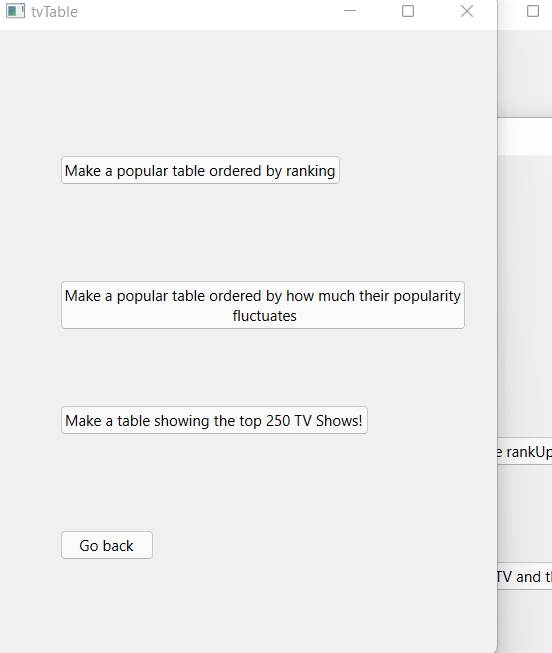 tvTable
Make a popular table ordered by ranking
Make a popular table ordered by how much their popularity
fluctuates
Make a table showing the top 250 TV Shows!
e rankUp
TV and th
Go back